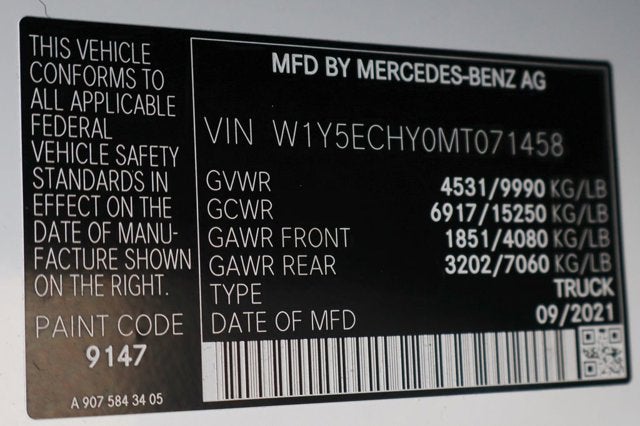 THIS VEHICLE
CONFORMS TO
ALL APPLICABLE
FEDERAL
VEHICLE SAFETY
STANDARDS IN
EFFECT ON THE
DATE OF MANU-
FACTURE SHOWN
ON THE RIGHT.
PAINT CODE
9147
A 907 584 34 05
MFD BY MERCEDES-BENZ AG
VIN W1Y5ECHY0MT071458
GVWR 4531/9990 KG/LB
GCWR 6917/15250 KG/LB
GAWR FRONT 1851/4080 KG/LB
GAWR REAR 3202/7060 KG/LB
TYPE TRUCK
DATE OF MFD 09/2021